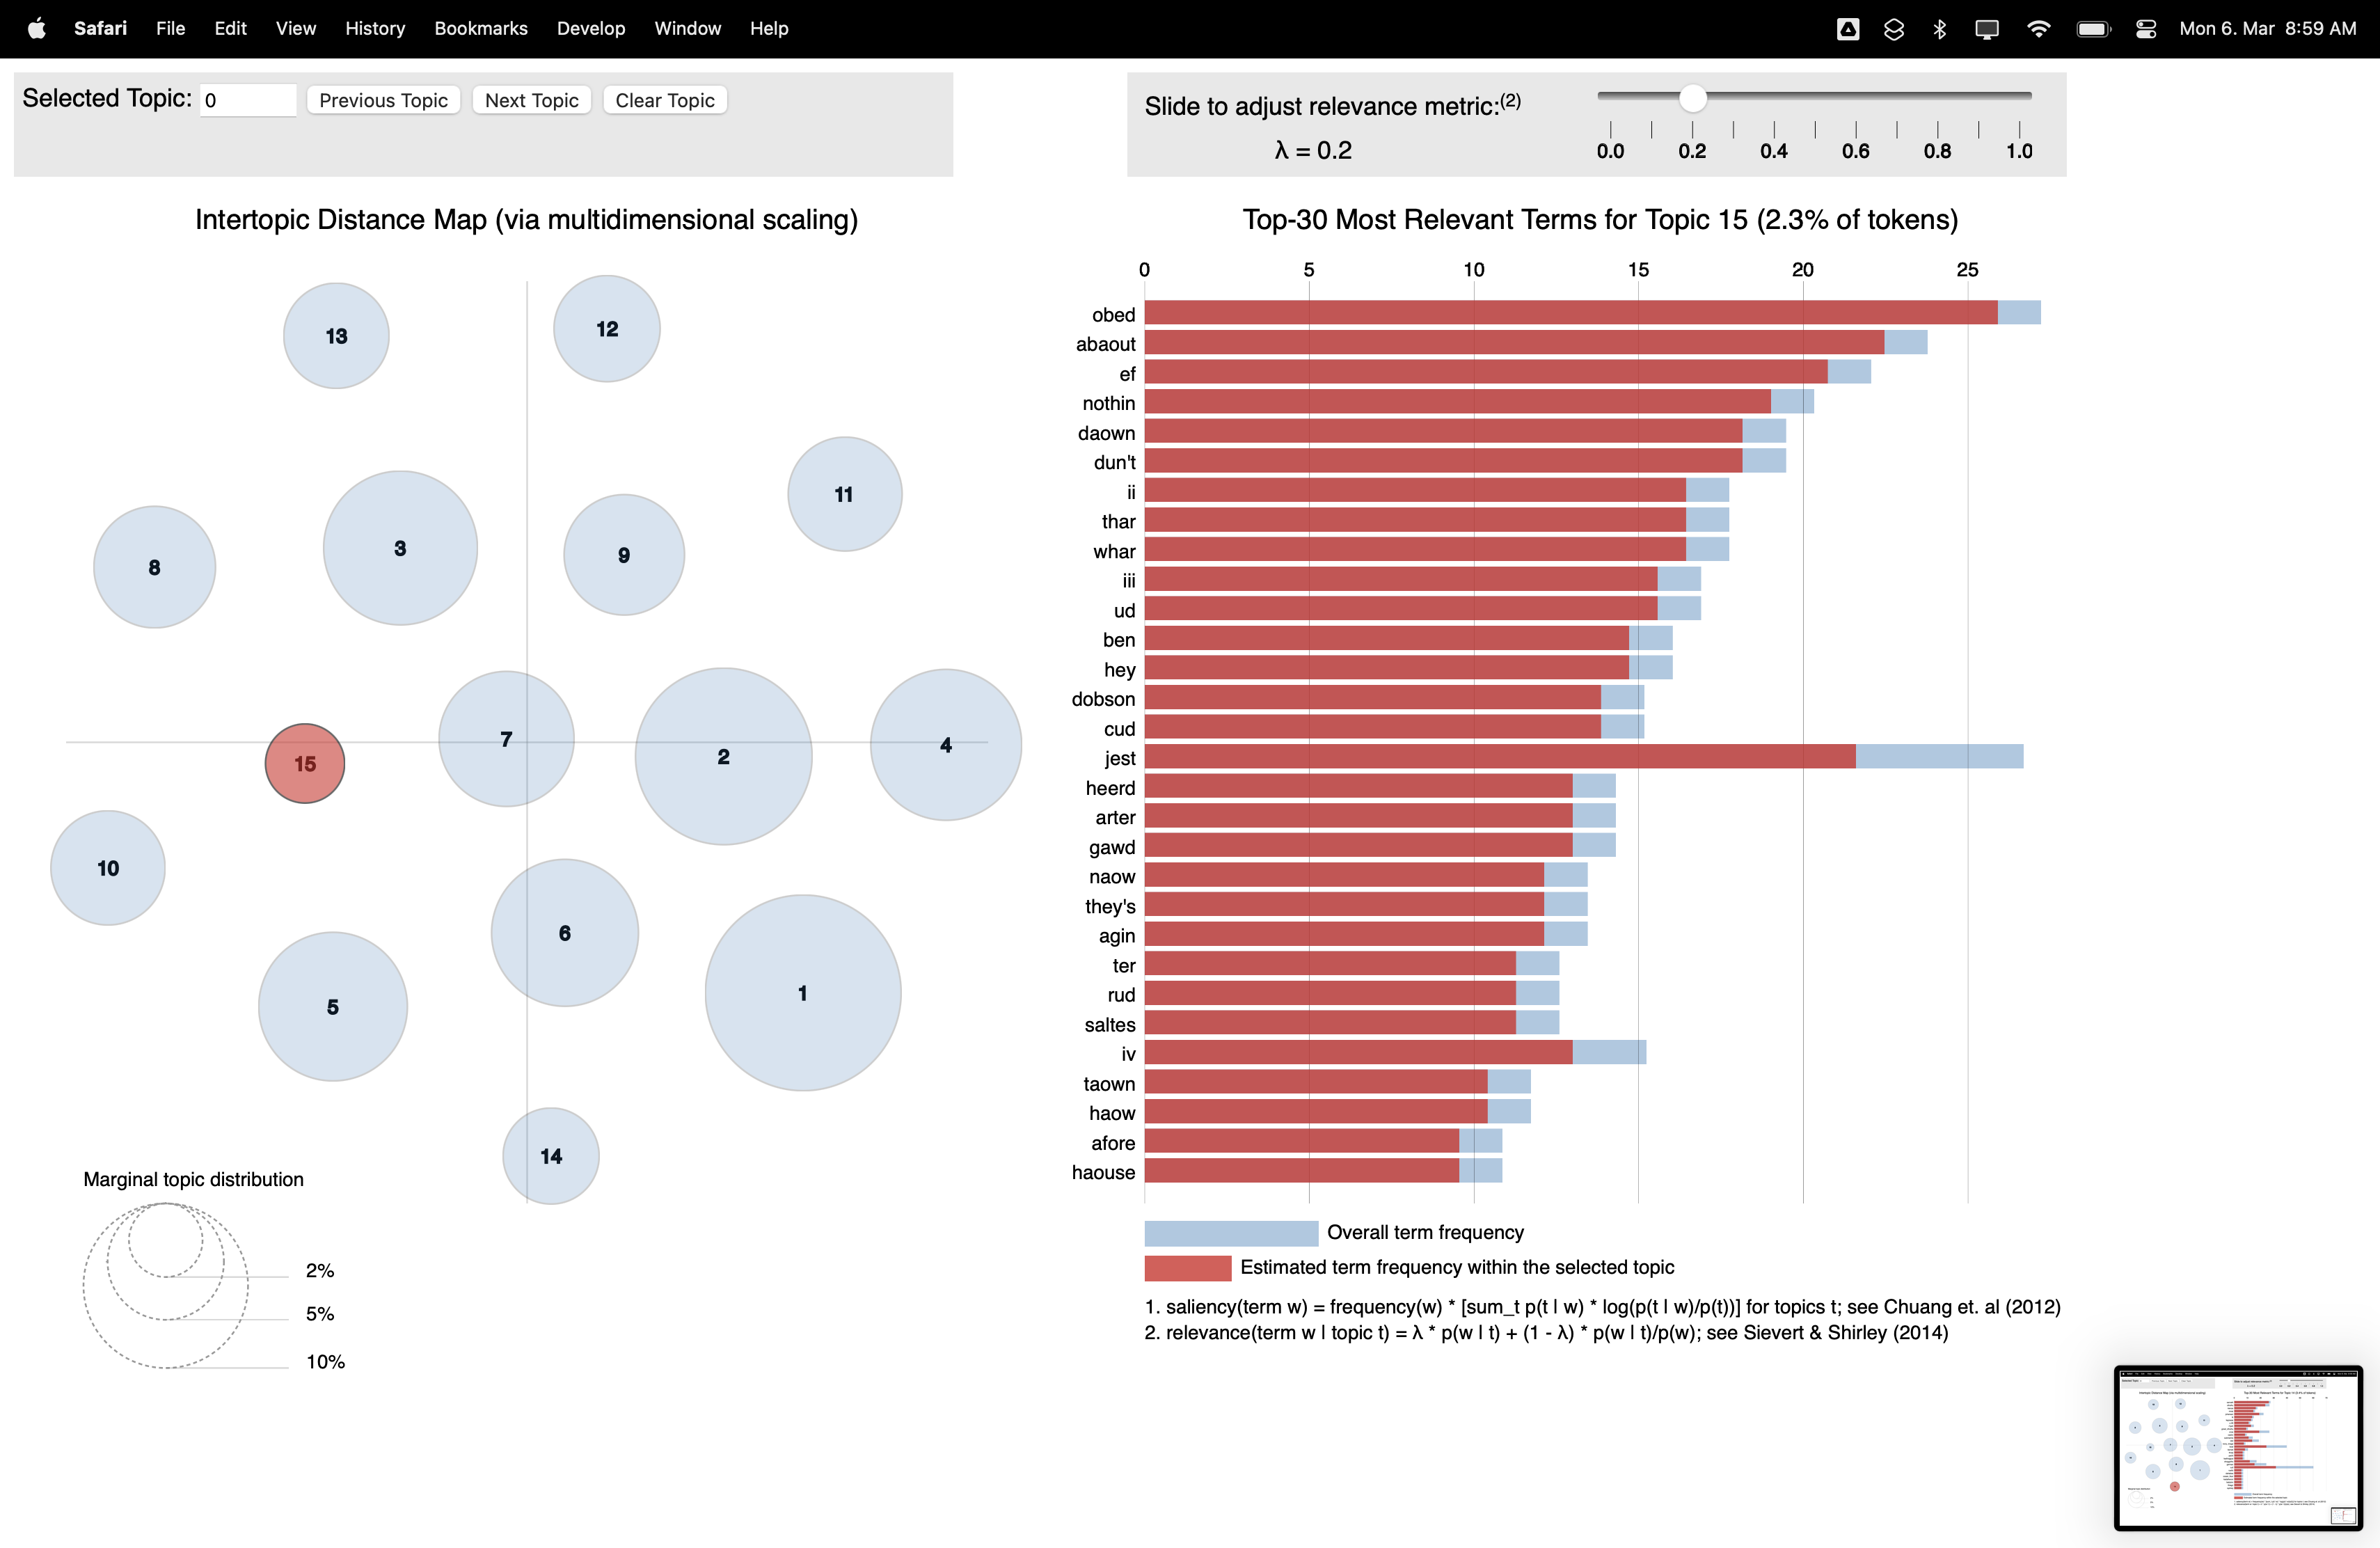 Safari File Edit View History Bookmarks Develop Window Help Mon 6. Mar 8:59 AM
Selected Topic: 0 Previous Topic Next Topic Clear Topic
Slide to adjust relevance metric:(2)
λ = 0.2
0.0 0.2 0.4 0.6 0.8 1.0
Intertopic Distance Map (via multidimensional scaling)
13
12
11
3
9
8
7
4
2
15
10
6
1
5
14
Marginal topic distribution
2%
5%
10%
Top-30 Most Relevant Terms for Topic 15 (2.3% of tokens)
0 5 10 15 20 25
obed
abaout
ef
nothin
daown
dun't
ii
thar
whar
iii
ud
ben
hey
dobson
cud
jest
heerd
arter
gawd
naow
they's
agin
ter
rud
saltes
iv
taown
haow
afore
haouse
Overall term frequency
Estimated term frequency within the selected topic
1. saliency(term w) = frequency(w) * [sum_t p(t | w) * log(p(t | w)/p(t))] for topics t; see Chuang et. al (2012)
2. relevance(term w | topic t) = λ * p(w | t) + (1 - λ) * p(w | t)/p(w); see Sievert & Shirley (2014)